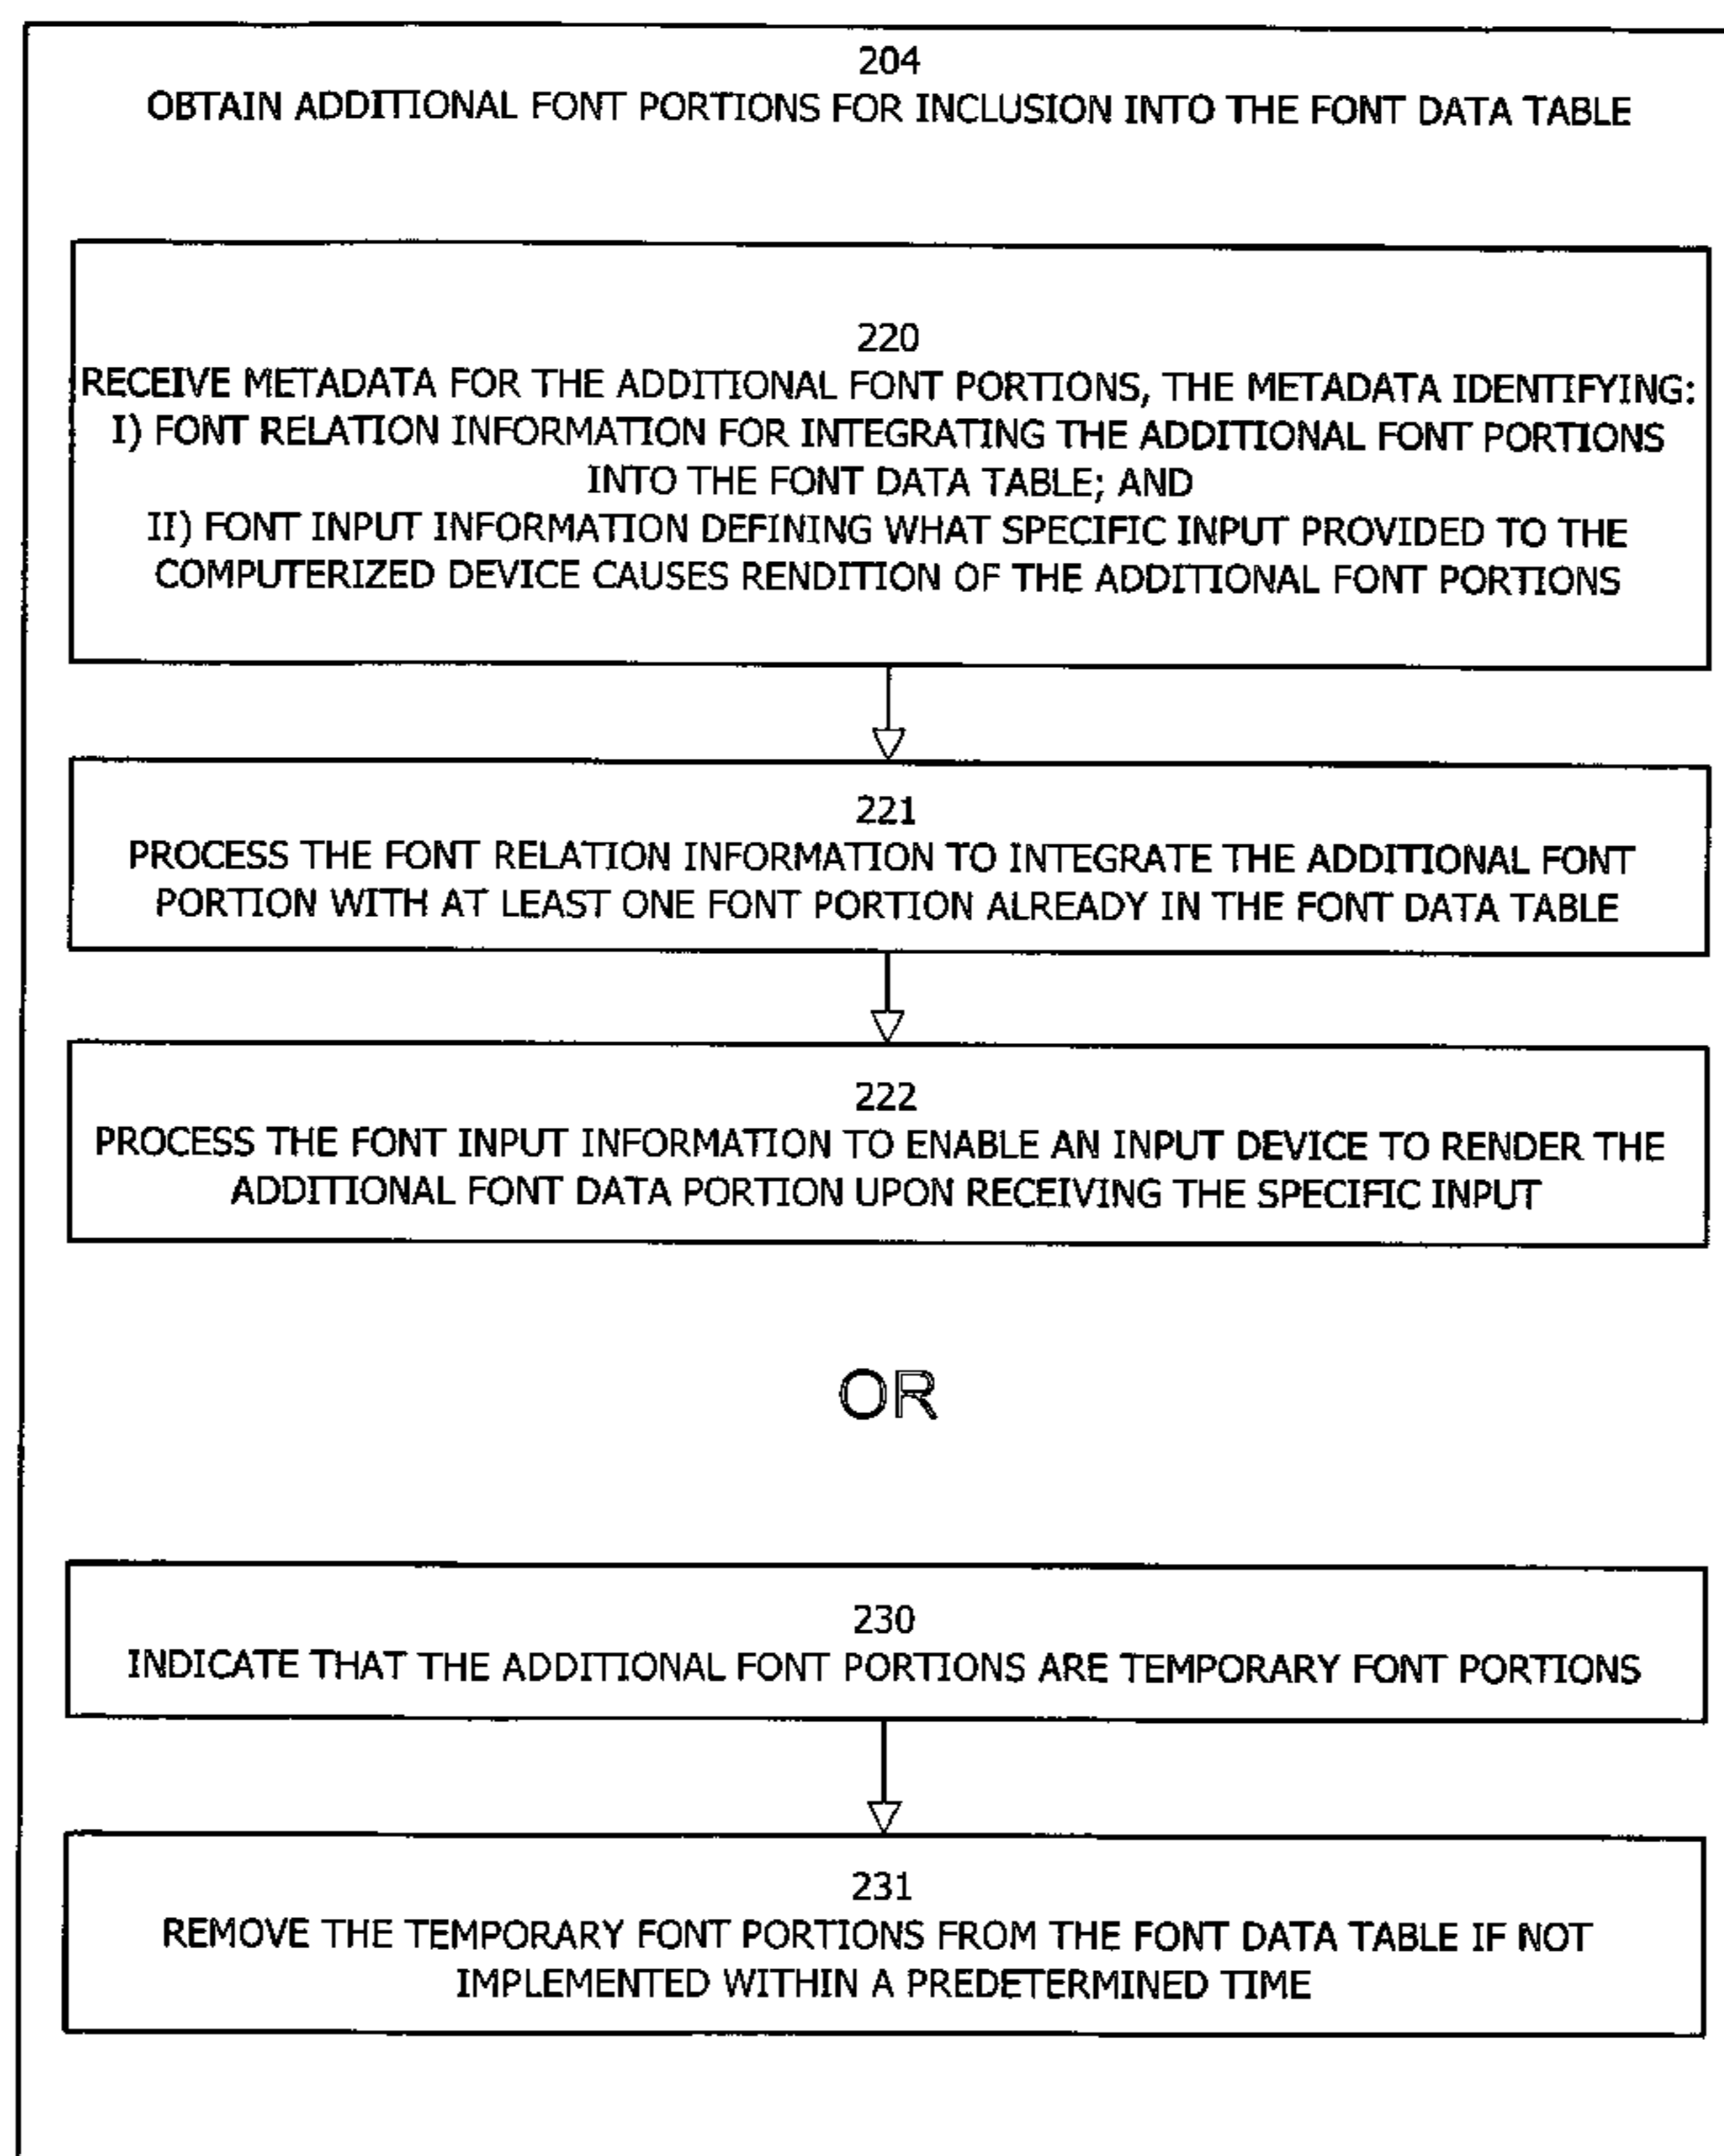 204
OBTAIN ADDITIONAL FONT PORTIONS FOR INCLUSION INTO THE FONT DATA TABLE
220
RECEIVE METADATA FOR THE ADDITIONAL FONT PORTIONS, THE METADATA IDENTIFYING:
I) FONT RELATION INFORMATION FOR INTEGRATING THE ADDITIONAL FONT PORTIONS
INTO THE FONT DATA TABLE; AND
II) FONT INPUT INFORMATION DEFINING WHAT SPECIFIC INPUT PROVIDED TO THE
COMPUTERIZED DEVICE CAUSES RENDITION OF THE ADDITIONAL FONT PORTIONS
221
PROCESS THE FONT RELATION INFORMATION TO INTEGRATE THE ADDITIONAL FONT
PORTION WITH AT LEAST ONE FONT PORTION ALREADY IN THE FONT DATA TABLE
222
PROCESS THE FONT INPUT INFORMATION TO ENABLE AN INPUT DEVICE TO RENDER THE
ADDITIONAL FONT DATA PORTION UPON RECEIVING THE SPECIFIC INPUT
OR
230
INDICATE THAT THE ADDITIONAL FONT PORTIONS ARE TEMPORARY FONT PORTIONS
231
REMOVE THE TEMPORARY FONT PORTIONS FROM THE FONT DATA TABLE IF NOT
IMPLEMENTED WITHIN A PREDETERMINED TIME